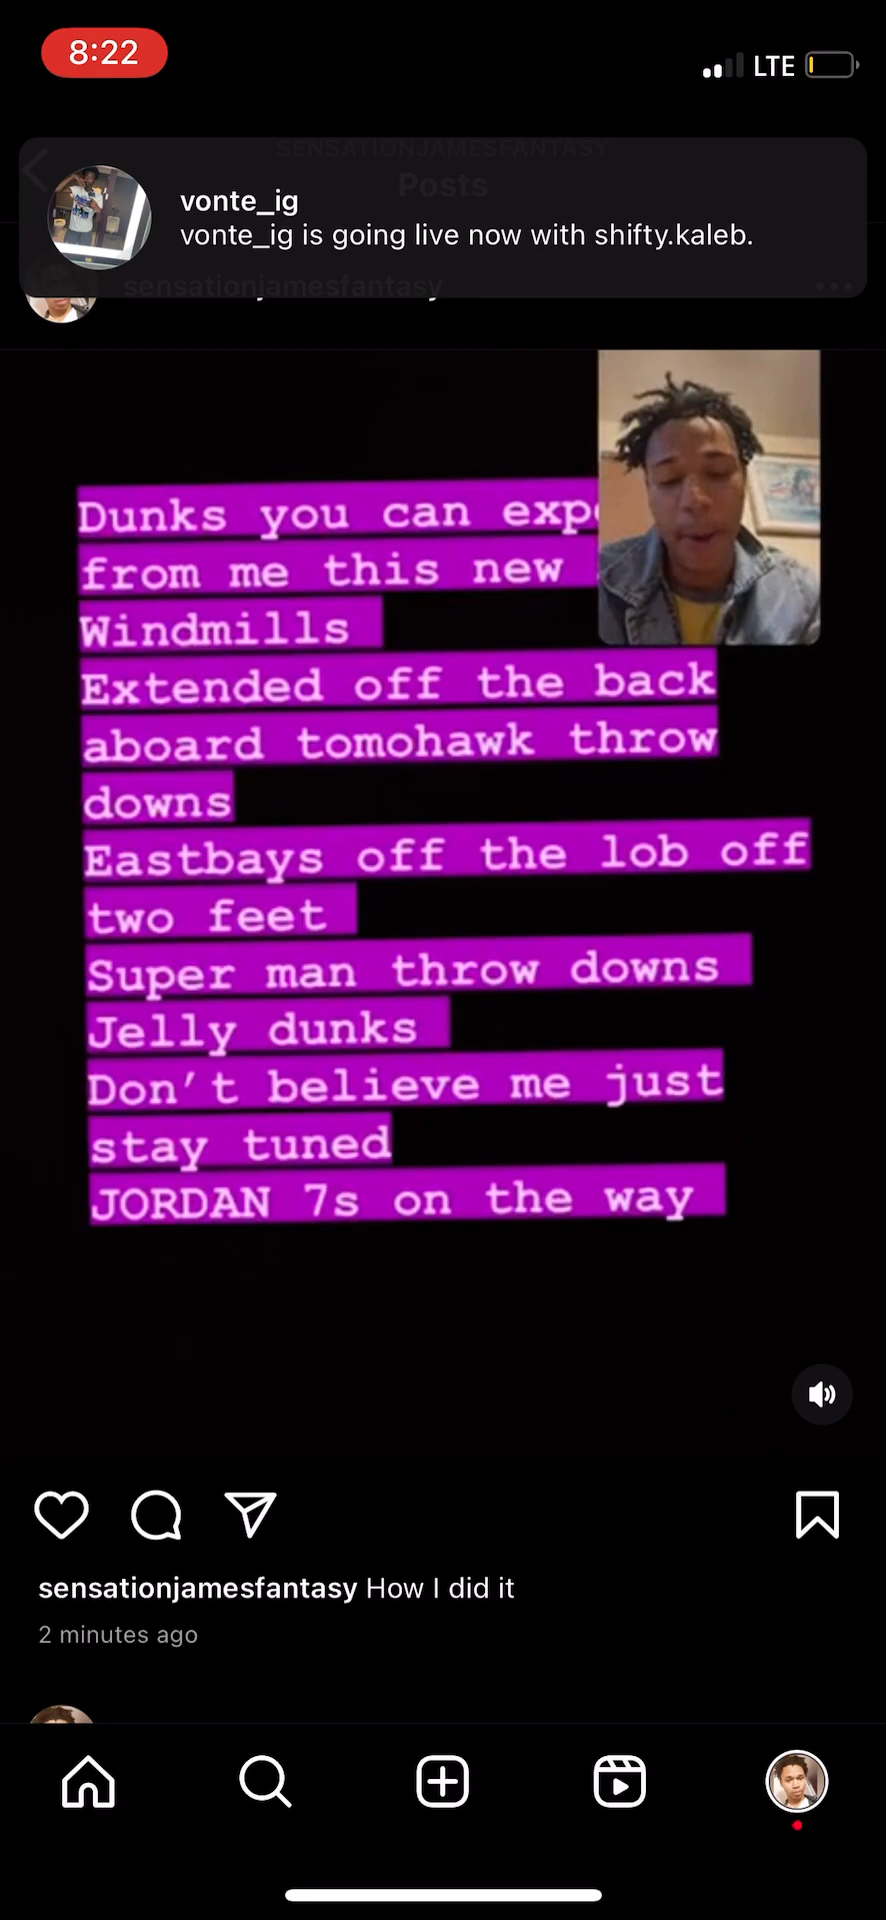 8:22
LTE
SENSATIONJAMESFANTASY
Posts
vonte_ig
vonte_ig is going live now with shifty.kaleb.
sensationjamesfantasy
Dunks you can exp
from me this new
Windmills
Extended off the back
aboard tomohawk throw
downs
Eastbays off the lob off
two feet
Super man throw downs
Jelly dunks
Don't believe me just
stay tuned
JORDAN 7s on the way
sensationjamesfantasy How I did it
2 minutes ago